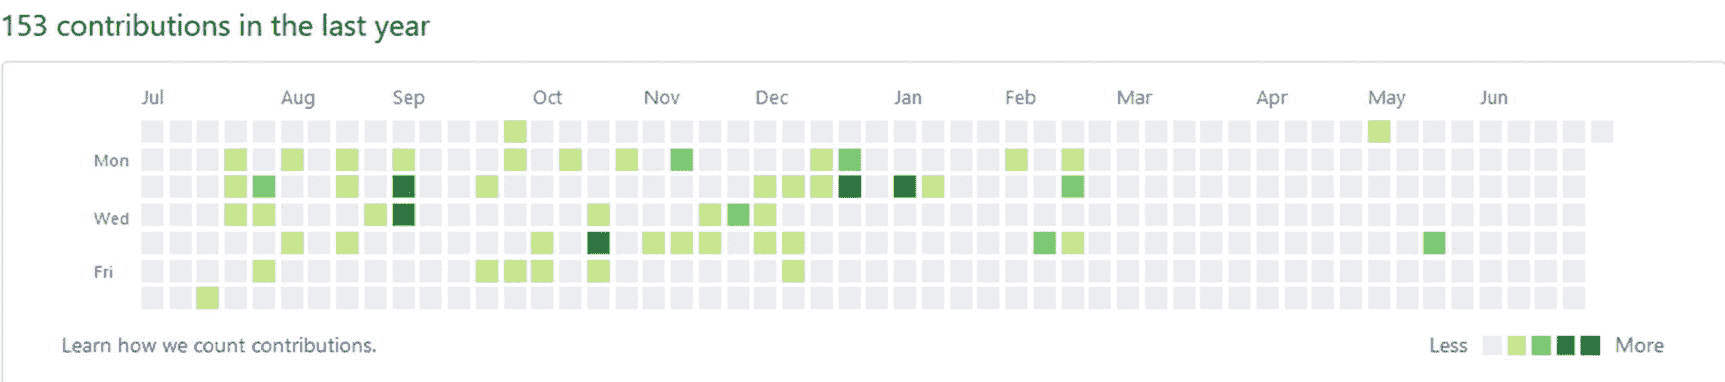 153 contributions in the last year
Jul Aug Sep Oct Nov Dec Jan Feb Mar Apr May Jun
Mon
Wed
Fri
Learn how we count contributions.
Less More